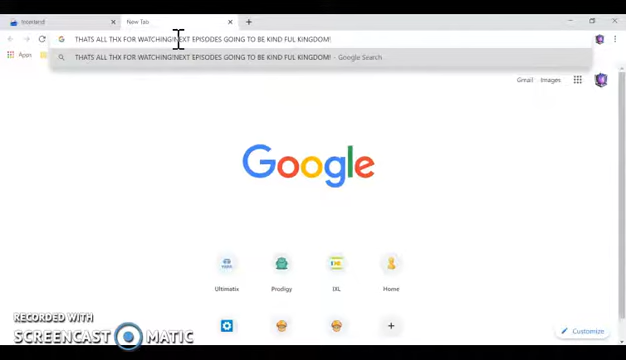 New Tab
THATS ALL THX FOR WATCHING!NEXT EPISODES GOING TO BE KIND FUL KINGDOM!
Apps
THATS ALL THX FOR WATCHING!NEXT EPISODES GOING TO BE KIND FUL KINGDOM! - Google Search
Gmail Images
Google
Ultimatix Prodigy IXL Home
RECORDED WITH
SCREENCAST MATIC
Customize